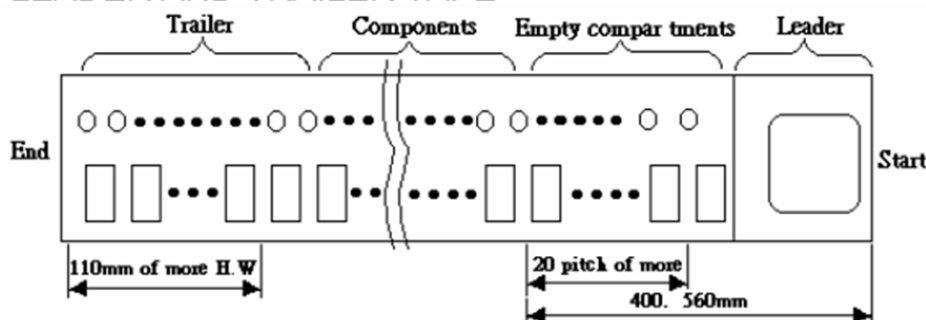 Trailer Components Empty compar tments Leader
End
Start
110mm of more H.W
20 pitch of more
400. 560mm